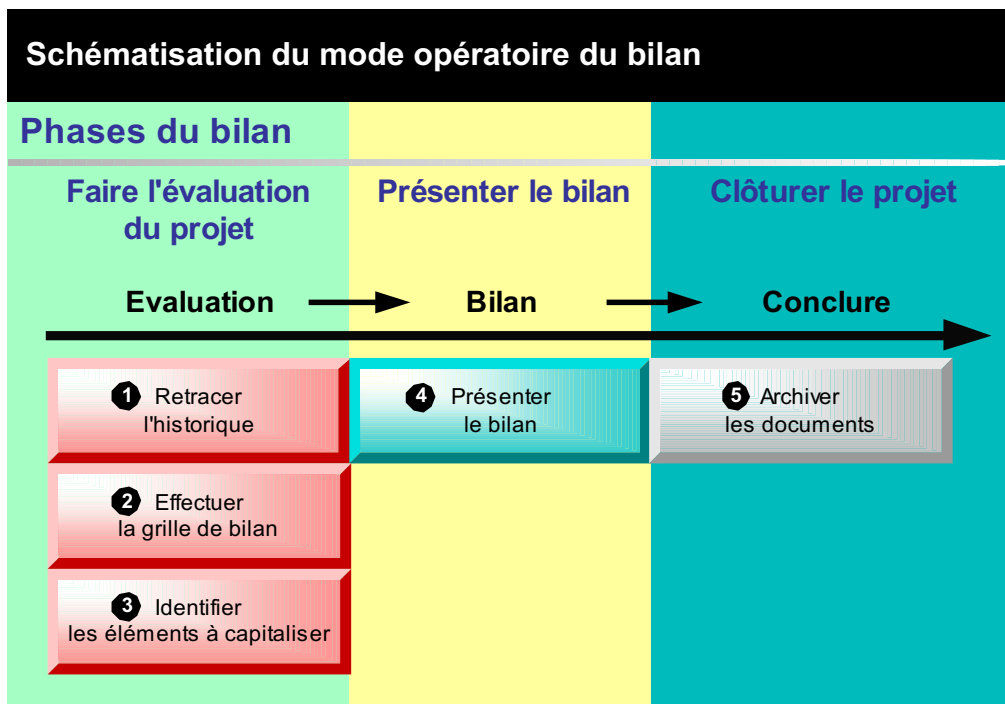 Schématisation du mode opératoire du bilan
Phases du bilan
Faire l'évaluation
du projet
Présenter le bilan
Clôturer le projet
Evaluation
Bilan
Conclure
1 Retracer
l'historique
4 Présenter
le bilan
5 Archiver
les documents
2 Effectuer
la grille de bilan
3 Identifier
les éléments à capitaliser